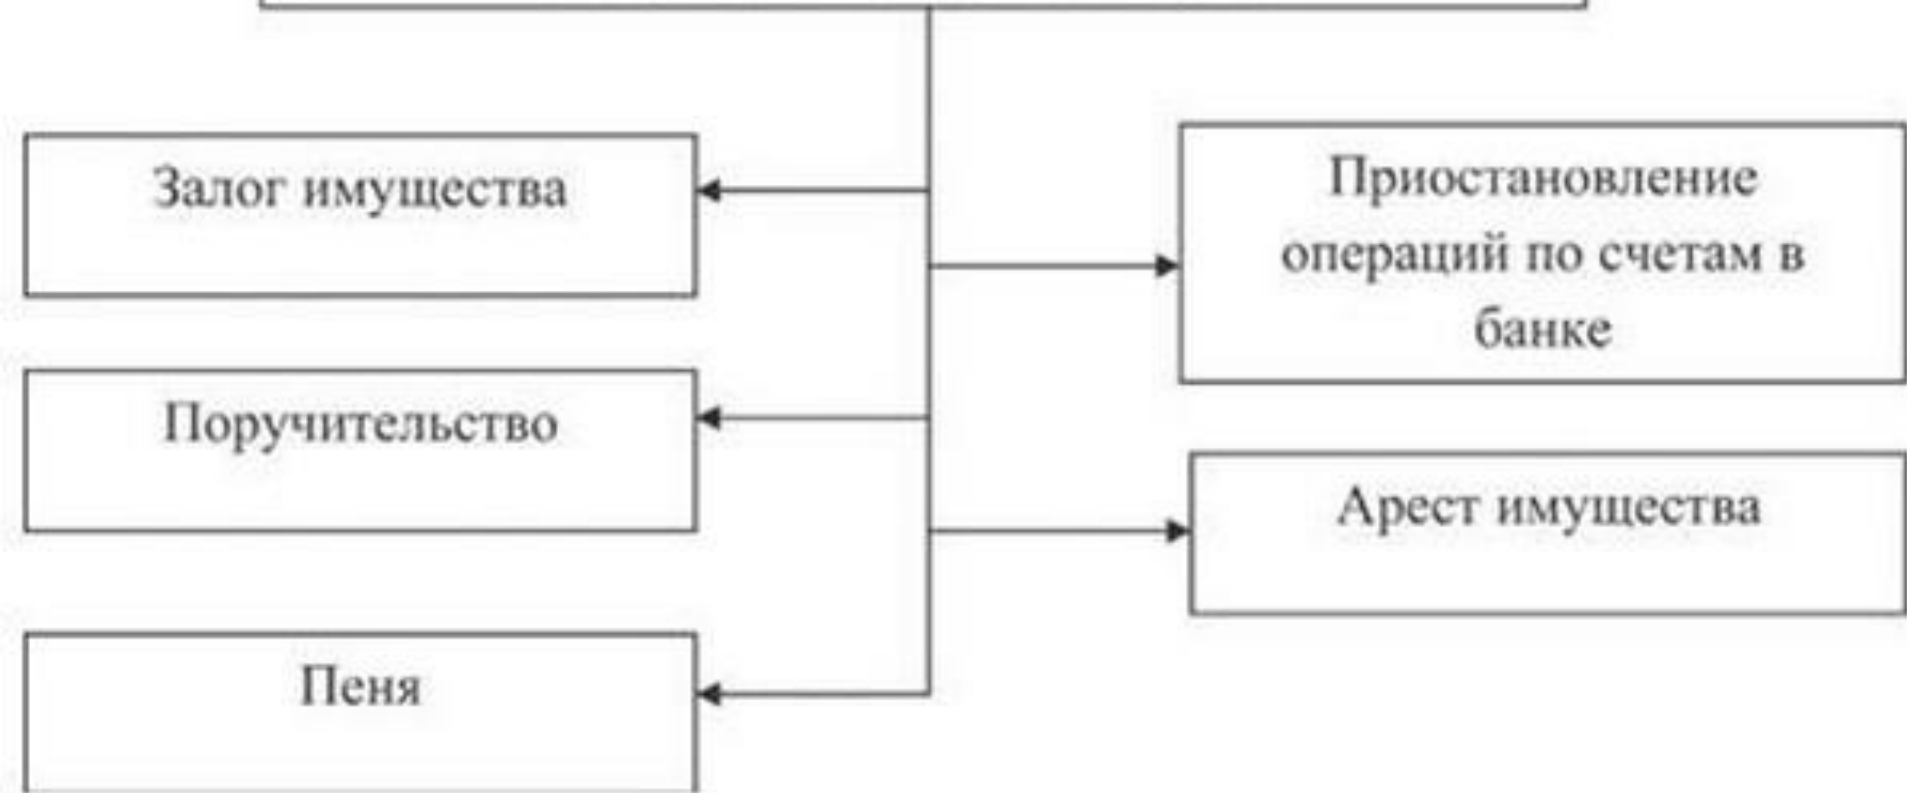 Залог имущества
Приостановление
операций по счетам в
банке
Поручительство
Арест имущества
Пеня